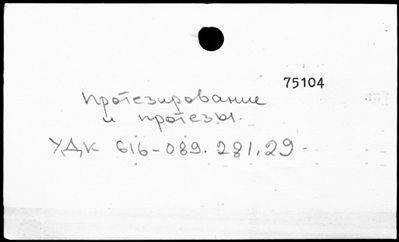 75104
Протезирование
и протезы.
УДК 616-089.281.29